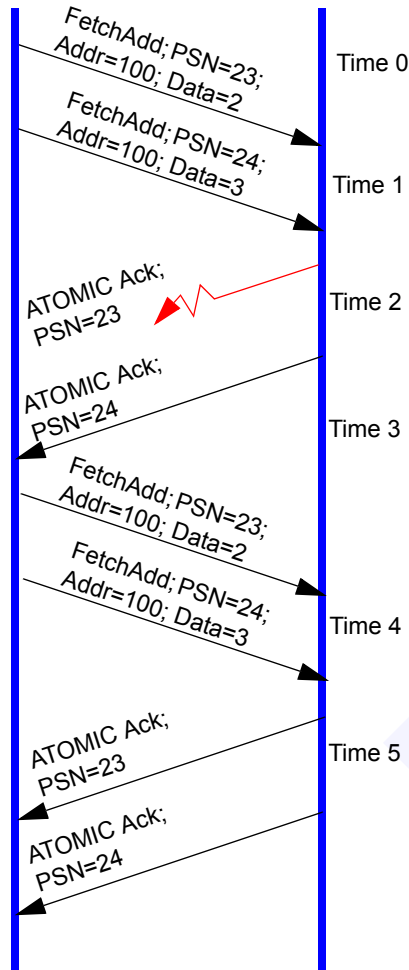 FetchAdd; PSN=23;
Addr=100; Data=2
Time 0
FetchAdd; PSN=24;
Addr=100; Data=3
Time 1
ATOMIC Ack;
PSN=23
Time 2
ATOMIC Ack;
PSN=24
Time 3
FetchAdd; PSN=23;
Addr=100; Data=2
FetchAdd; PSN=24;
Addr=100; Data=3
Time 4
ATOMIC Ack;
PSN=23
Time 5
ATOMIC Ack;
PSN=24